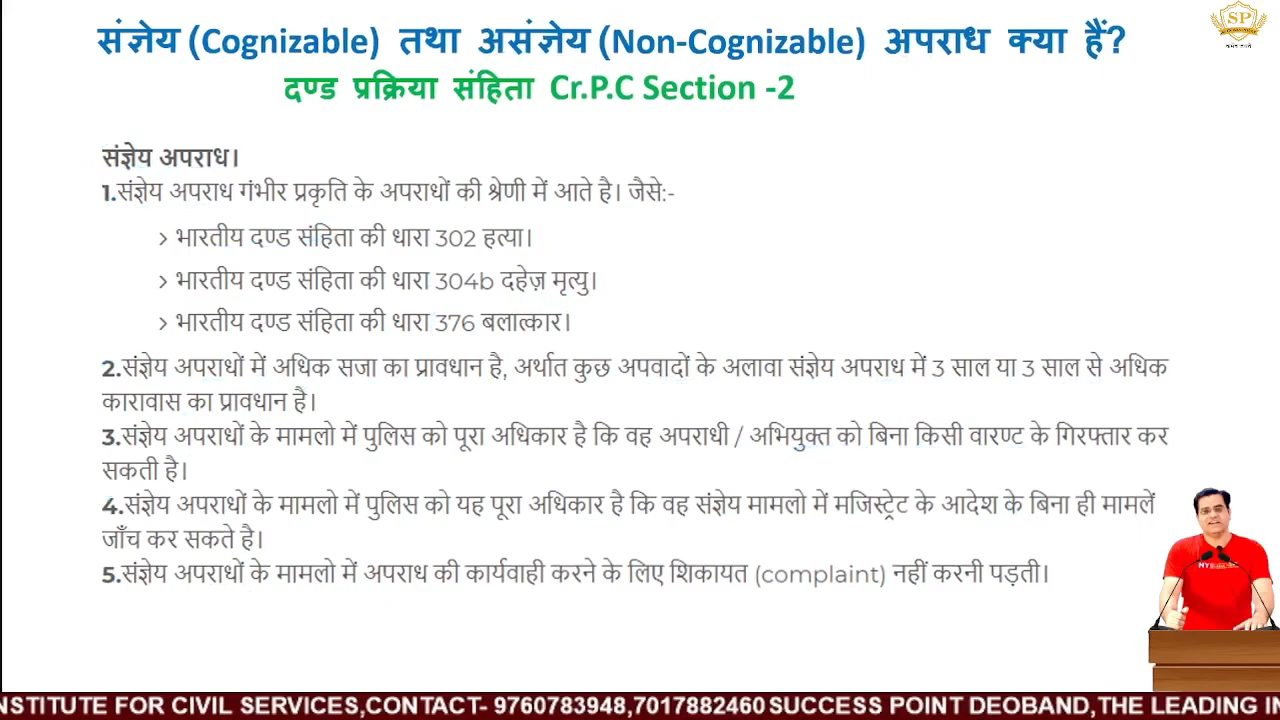 संज्ञेय (Cognizable) तथा असंज्ञेय (Non-Cognizable) अपराध क्या हैं?
दण्ड प्रक्रिया संहिता Cr.P.C Section -2
SP
संज्ञेय अपराध।
1.संज्ञेय अपराध गंभीर प्रकृति के अपराधों की श्रेणी में आते है। जैसे:-
> भारतीय दण्ड संहिता की धारा 302 हत्या।
> भारतीय दण्ड संहिता की धारा 304b दहेज़ मृत्यु।
> भारतीय दण्ड संहिता की धारा 376 बलात्कार।
2.संज्ञेय अपराधों में अधिक सजा का प्रावधान है, अर्थात कुछ अपवादों के अलावा संज्ञेय अपराध में 3 साल या 3 साल से अधिक
कारावास का प्रावधान है।
3.संज्ञेय अपराधों के मामलो में पुलिस को पूरा अधिकार है कि वह अपराधी / अभियुक्त को बिना किसी वारण्ट के गिरफ्तार कर
सकती है।
4.संज्ञेय अपराधों के मामलो में पुलिस को यह पूरा अधिकार है कि वह संज्ञेय मामलो में मजिस्ट्रेट के आदेश के बिना ही मामलें
जाँच कर सकते है।
5.संज्ञेय अपराधों के मामलो में अपराध की कार्यवाही करने के लिए शिकायत (complaint) नहीं करनी पड़ती।
NSTITUTE FOR CIVIL SERVICES,CONTACT- 9760783948,7017882460 SUCCESS POINT DEOBAND,THE LEADING IN